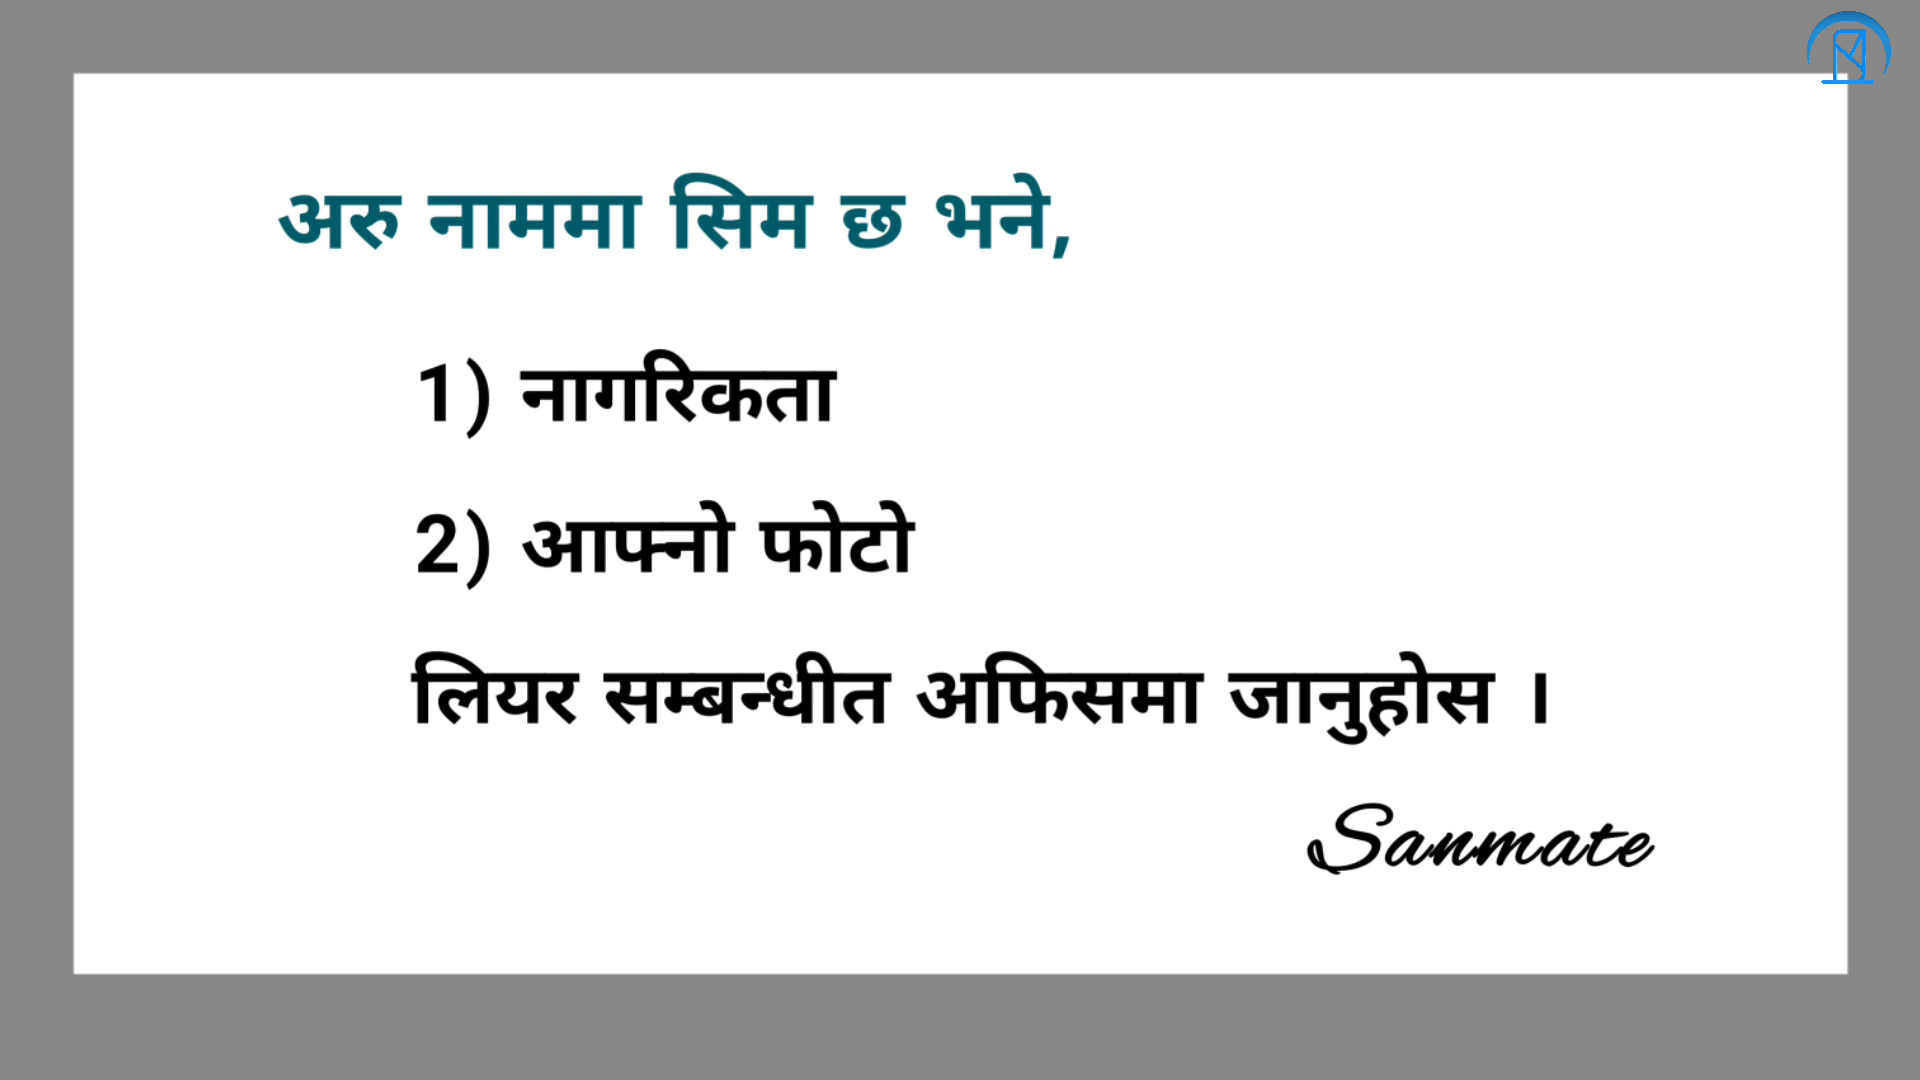 अरु नाममा सिम छ भने,
1) नागरिकता
2) आफ्नो फोटो
लियर सम्बन्धीत अफिसमा जानुहोस ।
Sanmate